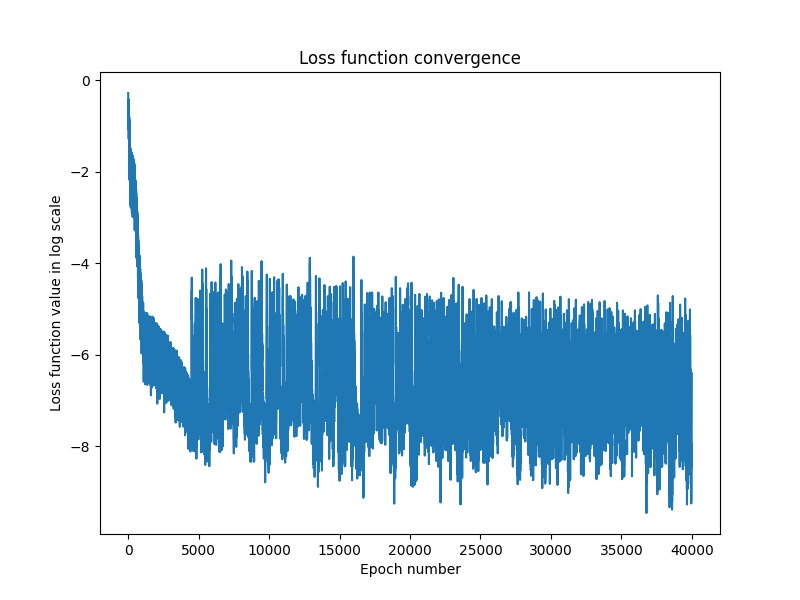 Loss function convergence
Loss function value in log scale
0
−2
−4
−6
−8
0 5000 10000 15000 20000 25000 30000 35000 40000
Epoch number